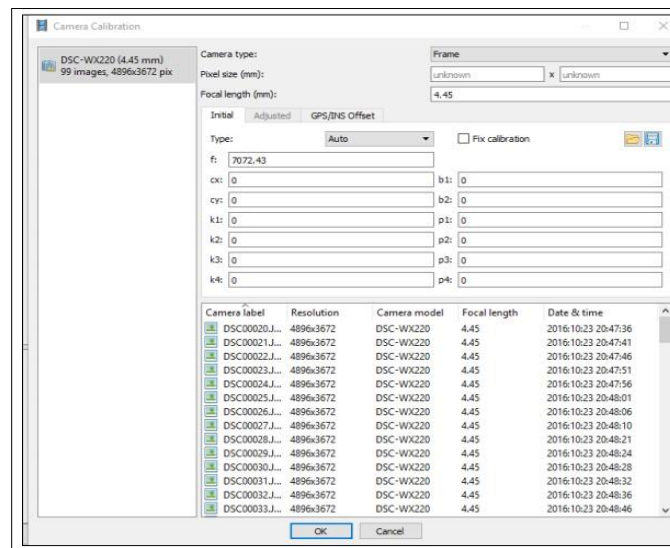 Camera Calibration
DSC-WX220 (4.45 mm)
99 images, 4896x3672 pix
Camera type: Frame
Pixel size (mm): unknown x unknown
Focal length (mm): 4.45
Initial Adjusted GPS/INS Offset
Type: Auto Fix calibration
f: 7072.43
cx: 0 b1: 0
cy: 0 b2: 0
k1: 0 p1: 0
k2: 0 p2: 0
k3: 0 p3: 0
k4: 0 p4: 0
Camera label Resolution Camera model Focal length Date & time
DSC00020.J... 4896x3672 DSC-WX220 4.45 2016:10:23 20:47:36
DSC00021.J... 4896x3672 DSC-WX220 4.45 2016:10:23 20:47:41
DSC00022.J... 4896x3672 DSC-WX220 4.45 2016:10:23 20:47:46
DSC00023.J... 4896x3672 DSC-WX220 4.45 2016:10:23 20:47:51
DSC00024.J... 4896x3672 DSC-WX220 4.45 2016:10:23 20:47:56
DSC00025.J... 4896x3672 DSC-WX220 4.45 2016:10:23 20:48:01
DSC00026.J... 4896x3672 DSC-WX220 4.45 2016:10:23 20:48:06
DSC00027.J... 4896x3672 DSC-WX220 4.45 2016:10:23 20:48:10
DSC00028.J... 4896x3672 DSC-WX220 4.45 2016:10:23 20:48:21
DSC00029.J... 4896x3672 DSC-WX220 4.45 2016:10:23 20:48:24
DSC00030.J... 4896x3672 DSC-WX220 4.45 2016:10:23 20:48:28
DSC00031.J... 4896x3672 DSC-WX220 4.45 2016:10:23 20:48:32
DSC00032.J... 4896x3672 DSC-WX220 4.45 2016:10:23 20:48:36
DSC00033.J... 4896x3672 DSC-WX220 4.45 2016:10:23 20:48:46
OK Cancel